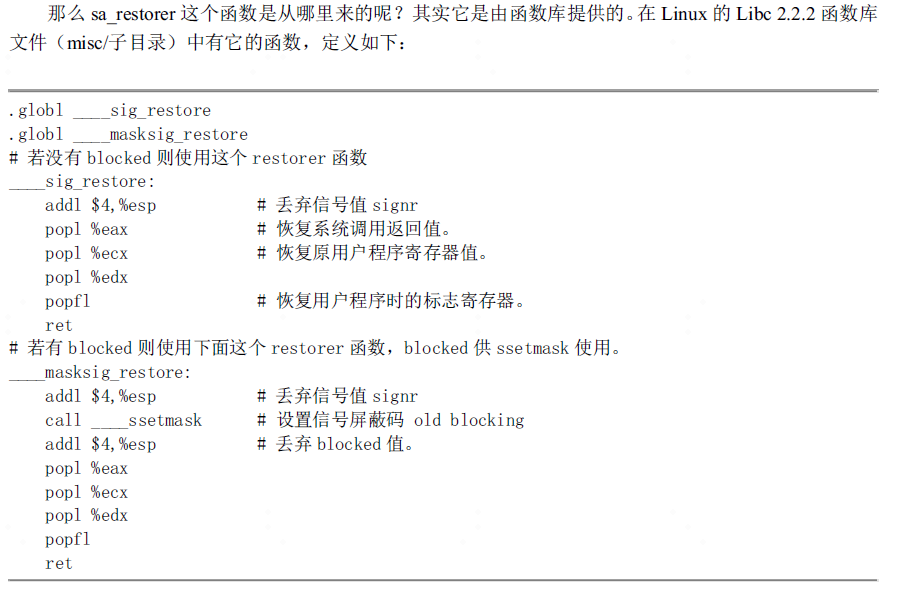 那么 sa_restorer 这个函数是从哪里来的呢？其实它是由函数库提供的。在 Linux 的 Libc 2.2.2 函数库
文件（misc/子目录）中有它的函数，定义如下：
.globl ____sig_restore
.globl ____masksig_restore
# 若没有 blocked 则使用这个 restorer 函数
____sig_restore:
addl $4,%esp # 丢弃信号值 signr
popl %eax # 恢复系统调用返回值。
popl %ecx # 恢复原用户程序寄存器值。
popl %edx
popfl # 恢复用户程序时的标志寄存器。
ret
# 若有 blocked 则使用下面这个 restorer 函数，blocked 供 ssetmask 使用。
____masksig_restore:
addl $4,%esp # 丢弃信号值 signr
call ____ssetmask # 设置信号屏蔽码 old blocking
addl $4,%esp # 丢弃 blocked 值。
popl %eax
popl %ecx
popl %edx
popfl
ret